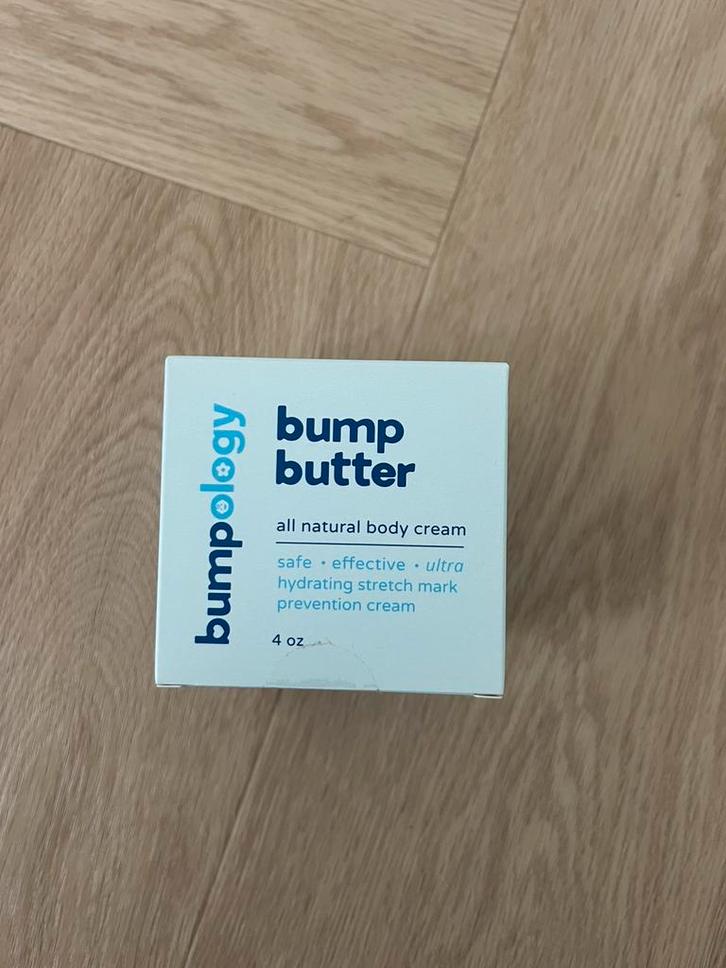 bumpology
bump
butter
all natural body cream
safe • effective • ultra
hydrating stretch mark
prevention cream
4 oz